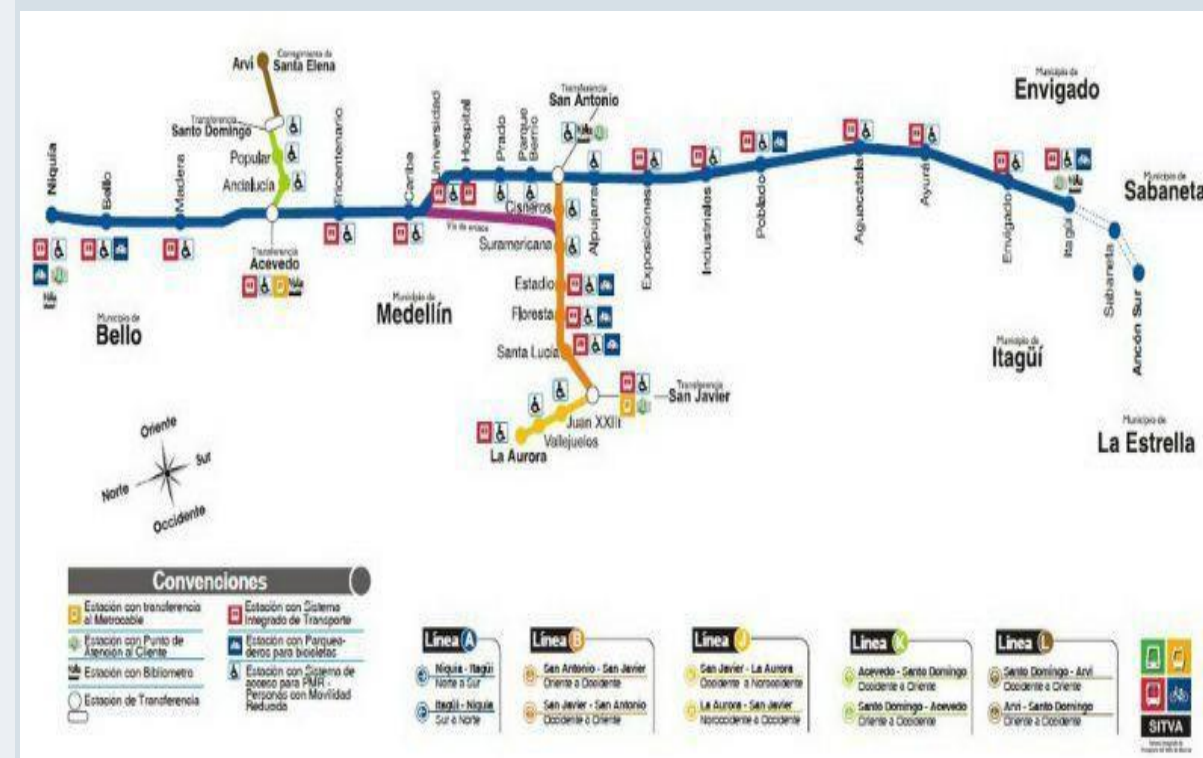 Arví
Corregimiento de
Santa Elena
Transferencia
Santo Domingo
Popular
Andalucía
Transferencia
Acevedo
Niquía
Bello
Madera
Tricentenario
Caribe
Universidad
Hospital
Prado
Parque
Berrío
Transferencia
San Antonio
Cisneros
Vía de enlace
Suramericana
Estadio
Floresta
Santa Lucía
Transferencia
San Javier
Juan XXIII
Vallejuelos
La Aurora
Alpujarra
Exposiciones
Industriales
Poblado
Aguacatala
Ayurá
Envigado
Itagüí
Sabaneta
Ancón Sur
Municipio de
Bello
Municipio de
Medellín
Municipio de
Envigado
Municipio de
Sabaneta
Municipio de
Itagüí
Municipio de
La Estrella
Oriente
Sur
Norte
Occidente
Convenciones
Estación con transferencia
al Metrocable
Estación con Punto de
Atención al Cliente
Estación con Bibliometro
Estación de Transferencia
Estación con Sistema
Integrado de Transporte
Estación con Parquea-
deros para bicicletas
Estación con Sistema de
acceso para PMR -
Personas con Movilidad
Reducida
Línea A
Niquía - Itagüí
Norte a Sur
Itagüí - Niquía
Sur a Norte
Línea B
San Antonio - San Javier
Oriente a Occidente
San Javier - San Antonio
Occidente a Oriente
Línea J
San Javier - La Aurora
Occidente a Noroccidente
La Aurora - San Javier
Noroccidente a Occidente
Línea K
Acevedo - Santo Domingo
Occidente a Oriente
Santo Domingo - Acevedo
Oriente a Occidente
Línea L
Santo Domingo - Arví
Occidente a Oriente
Arví - Santo Domingo
Oriente a Occidente
SITVA